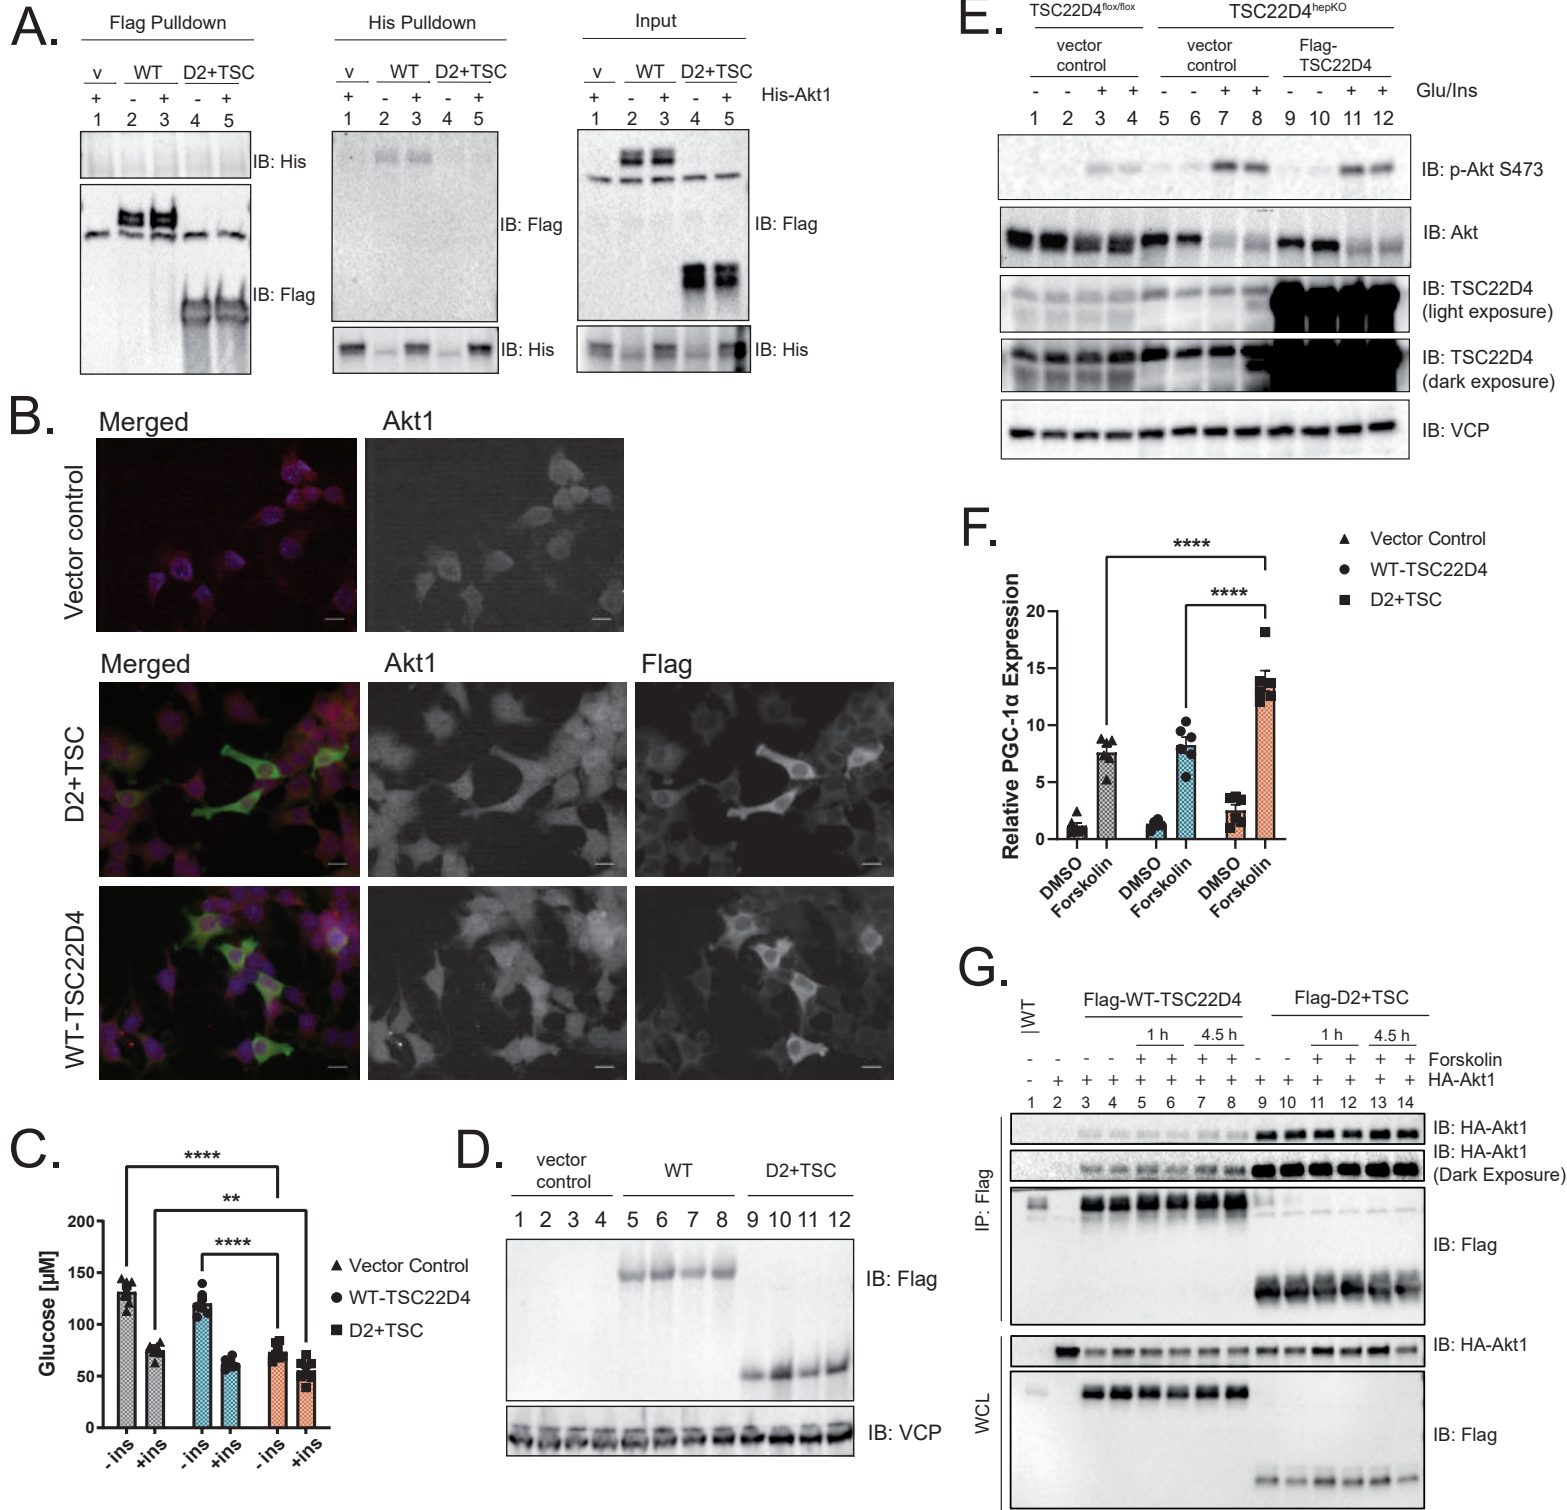 A.
Flag Pulldown
His Pulldown
Input
v WT D2+TSC
v WT D2+TSC
v WT D2+TSC
+ - + - +
+ - + - +
+ - + - + His-Akt1
1 2 3 4 5
1 2 3 4 5
1 2 3 4 5
IB: His
IB: Flag
IB: Flag
IB: His
IB: Flag
IB: His
B.
Merged Akt1
Vector control
Merged Akt1 Flag
D2+TSC
WT-TSC22D4
C.
**** 
**
****
Glucose [µM]
200
150
100
50
0
- ins +ins - ins +ins - ins +ins
Vector Control
WT-TSC22D4
D2+TSC
D.
vector
control
WT
D2+TSC
1 2 3 4 5 6 7 8 9 10 11 12
IB: Flag
IB: VCP
E.
TSC22D4flox/flox TSC22D4hepKO
vector
control
vector
control
Flag-
TSC22D4
- - + + - - + + - - + + Glu/Ins
1 2 3 4 5 6 7 8 9 10 11 12
IB: p-Akt S473
IB: Akt
IB: TSC22D4
(light exposure)
IB: TSC22D4
(dark exposure)
IB: VCP
F.
****
****
Vector Control
WT-TSC22D4
D2+TSC
Relative PGC-1α Expression
20
15
10
5
0
DMSO Forskolin DMSO Forskolin DMSO Forskolin
G.
WT
Flag-WT-TSC22D4 Flag-D2+TSC
1 h 4.5 h 1 h 4.5 h
- - - - + + + + - - + + + + Forskolin
- + + + + + + + + + + + + + HA-Akt1
1 2 3 4 5 6 7 8 9 10 11 12 13 14
IP: Flag
IB: HA-Akt1
IB: HA-Akt1
(Dark Exposure)
IB: Flag
WCL
IB: HA-Akt1
IB: Flag